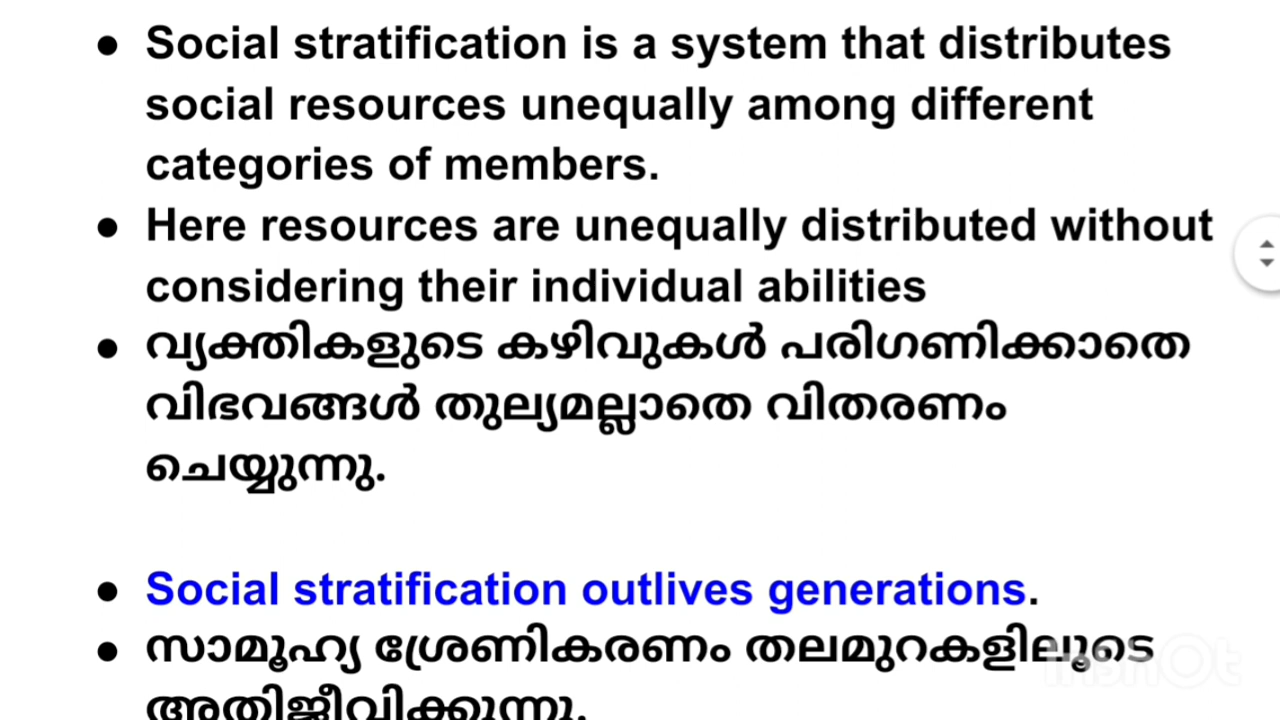 ● Social stratification is a system that distributes
social resources unequally among different
categories of members.
● Here resources are unequally distributed without
considering their individual abilities
● വ്യക്തികളുടെ കഴിവുകൾ പരിഗണിക്കാതെ
വിഭവങ്ങൾ തുല്യമല്ലാതെ വിതരണം
ചെയ്യുന്നു.
● Social stratification outlives generations.
● സാമൂഹ്യ ശ്രേണികരണം തലമുറകളിലൂടെ
അതിജീവിക്കുന്നു.
InShOt